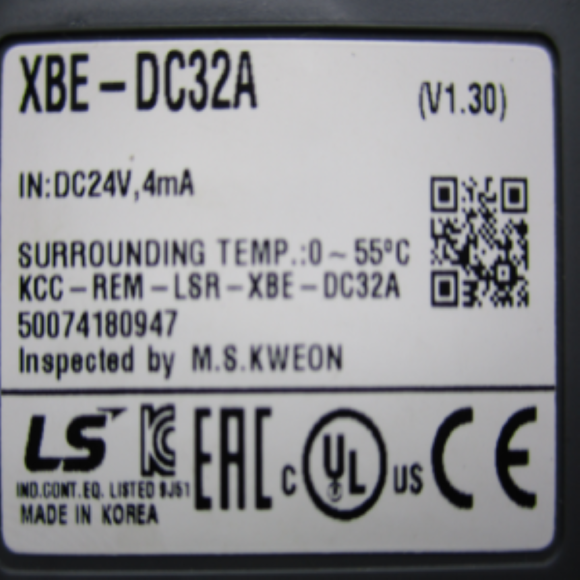 XBE-DC32A (V1.30)
IN:DC24V,4mA
SURROUNDING TEMP.:0~55°C
KCC-REM-LSR-XBE-DC32A
50074180947
Inspected by M.S.KWEON
LS KC EAC c UL US CE
IND.CONT.EQ. LISTED 9J51
MADE IN KOREA